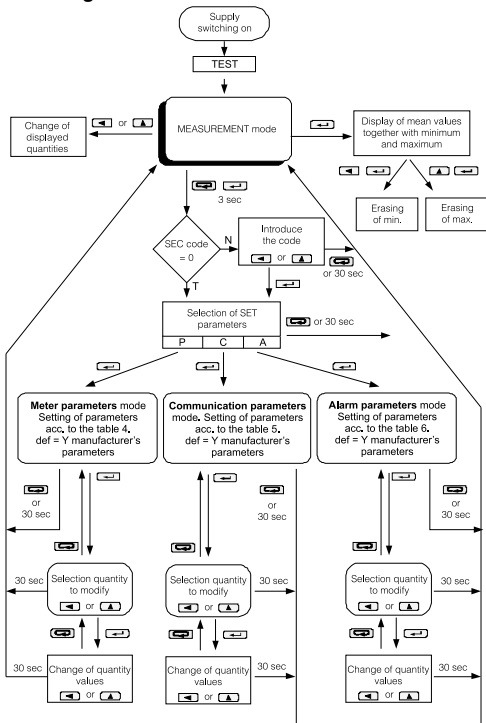 Supply
switching on
TEST
MEASUREMENT mode
or
Change of
displayed
quantities
Display of mean values
together with minimum
and maximum
Erasing
of min.
Erasing
of max.
3 sec
SEC code
= 0
N
T
Introduce
the code
or
or 30 sec
Selection of SET
parameters
P C A
or 30 sec
Meter parameters mode
Setting of parameters
acc. to the table 4.
def = Y manufacturer's
parameters
Communication parameters
mode. Setting of parameters
acc. to the table 5.
def = Y manufacturer's
parameters
Alarm parameters mode
Setting of parameters
acc. to the table 6.
def = Y manufacturer's
parameters
or
30 sec
or
30 sec
or
30 sec
30 sec
Selection quantity
to modify
or
30 sec
Selection quantity
to modify
or
30 sec
Selection quantity
to modify
or
30 sec
Change of quantity
values
or
30 sec
Change of quantity
values
or
30 sec
Change of quantity
values
or